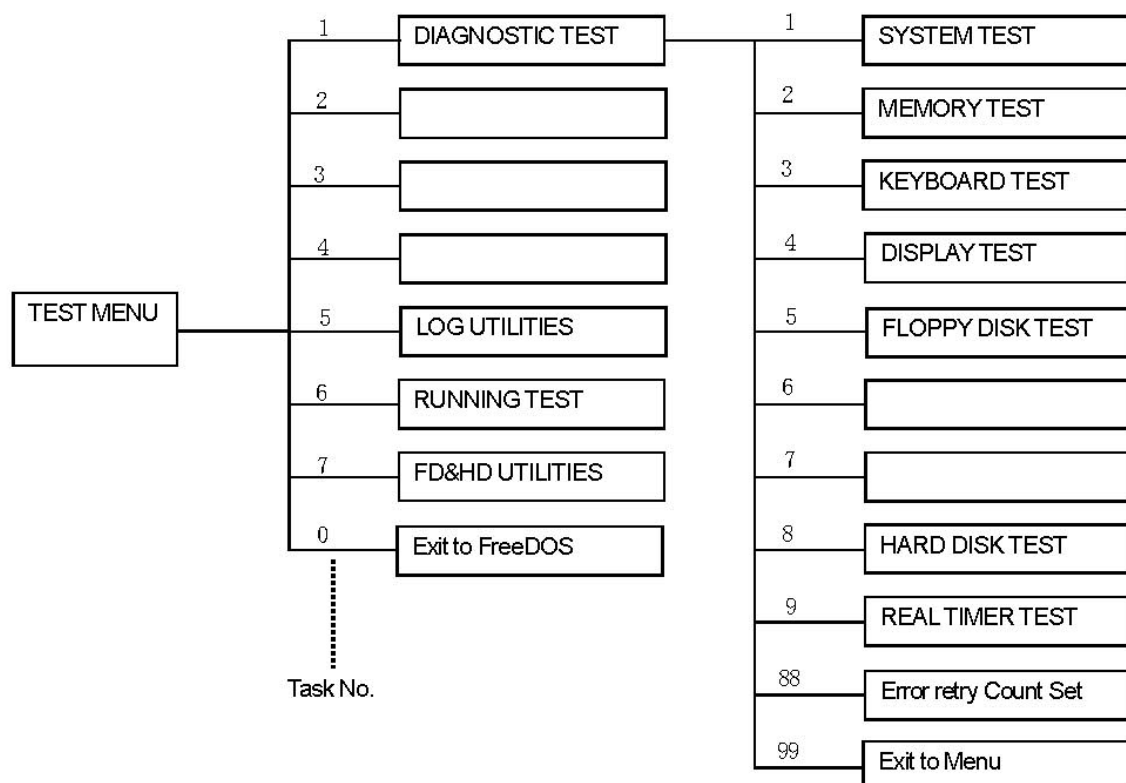 TEST MENU
1 DIAGNOSTIC TEST
2
3
4
5 LOG UTILITIES
6 RUNNING TEST
7 FD&HD UTILITIES
0 Exit to FreeDOS
Task No.
1 SYSTEM TEST
2 MEMORY TEST
3 KEYBOARD TEST
4 DISPLAY TEST
5 FLOPPY DISK TEST
6
7
8 HARD DISK TEST
9 REAL TIMER TEST
88 Error retry Count Set
99 Exit to Menu